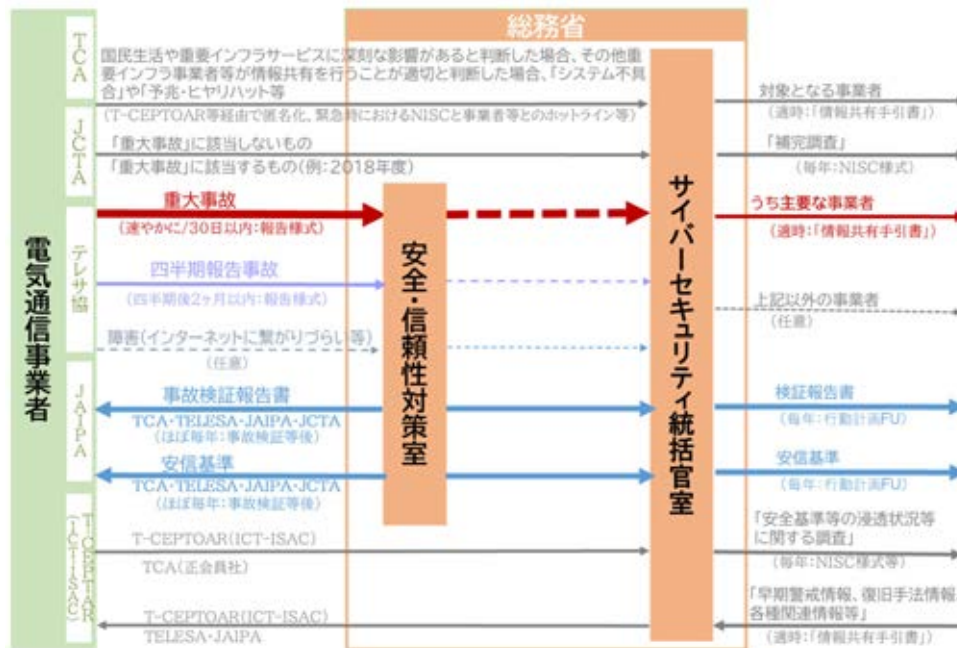 総務省
電気通信事業者
TCA
JCTA
テレサ協
JAIPA
T-CEPTOAR
(ICT-ISAC)
国民生活や重要インフラサービスに深刻な影響があると判断した場合、その他重
要インフラ事業者等が情報共有を行うことが適切と判断した場合、「システム不具
合」や「予兆・ヒヤリハット等
(T-CEPTOAR等経由で匿名化、緊急時におけるNISCと事業者等とのホットライン等)
対象となる事業者
(適時:「情報共有手引書」)
「重大事故」に該当しないもの
「補完調査」
(毎年:NISC様式)
「重大事故」に該当するもの(例:2018年度)
重大事故
(速やかに/30日以内:報告様式)
うち主要な事業者
(適時:「情報共有手引書」)
四半期報告事故
(四半期後2ヶ月以内:報告様式)
上記以外の事業者
(任意)
障害(インターネットに繋がりづらい等)
(任意)
安全・信頼性対策室
サイバーセキュリティ統括官室
事故検証報告書
TCA・TELESA・JAIPA・JCTA
(ほぼ毎年:事故検証等後)
検証報告書
(毎年:行動計画FU)
安信基準
TCA・TELESA・JAIPA・JCTA
(ほぼ毎年:事故検証等後)
安信基準
(毎年:行動計画FU)
T-CEPTOAR(ICT-ISAC)
TCA(正会員社)
「安全基準等の浸透状況等
に関する調査」
(毎年:NISC様式等)
T-CEPTOAR(ICT-ISAC)
TELESA・JAIPA
「早期警戒情報、復旧手法情報、
各種関連情報等」
(適時:「情報共有手引書」)